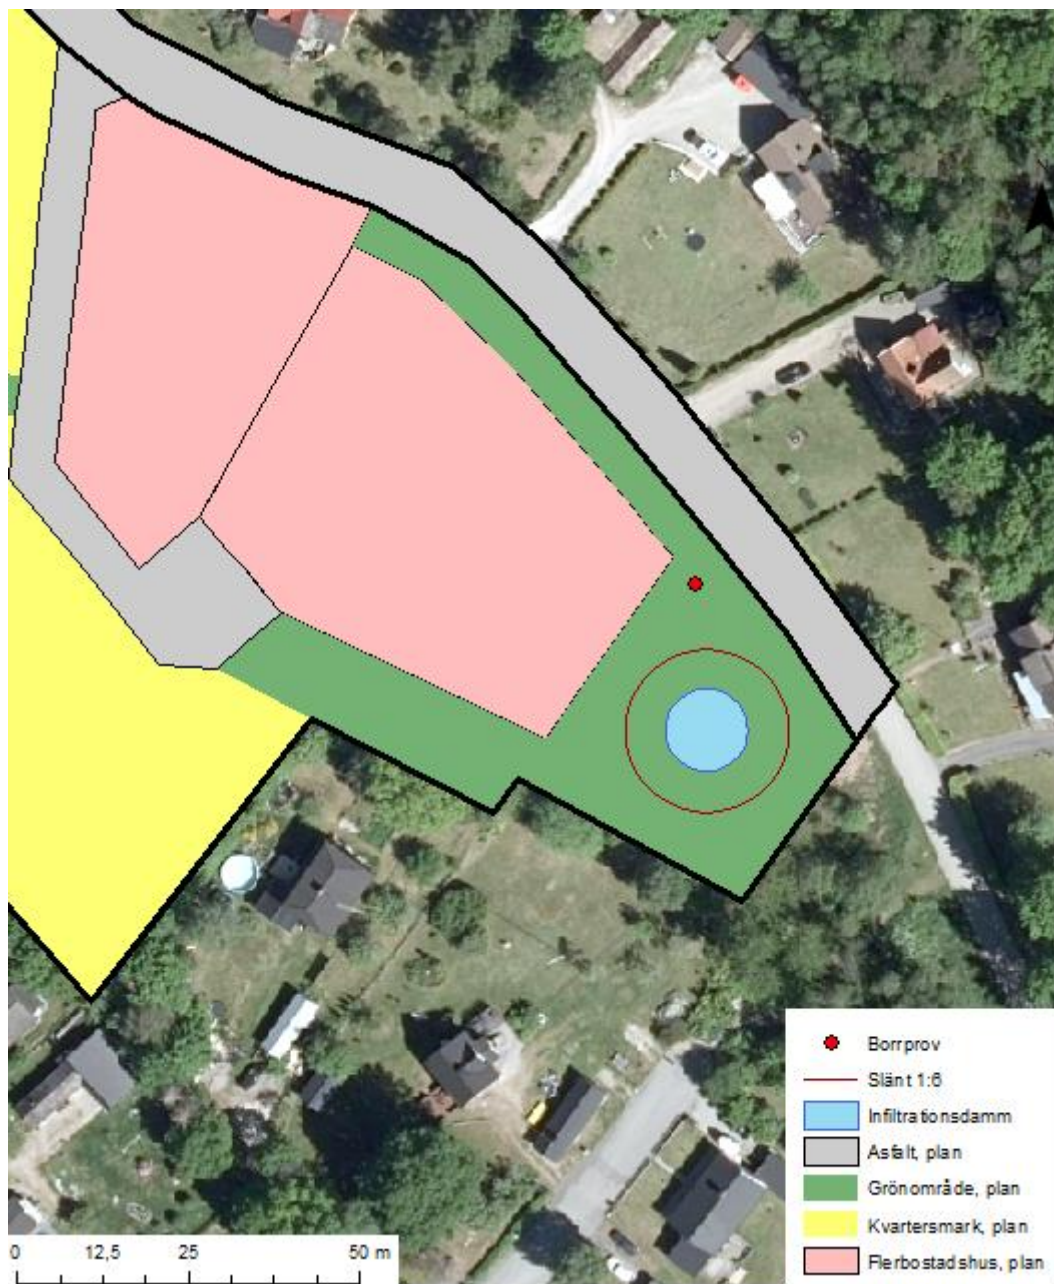 Borrprov
Slänt 1:6
Infiltrationsdamm
Asfalt, plan
Grönområde, plan
Kvartersmark, plan
Flerbostadshus, plan
0 12,5 25 50 m